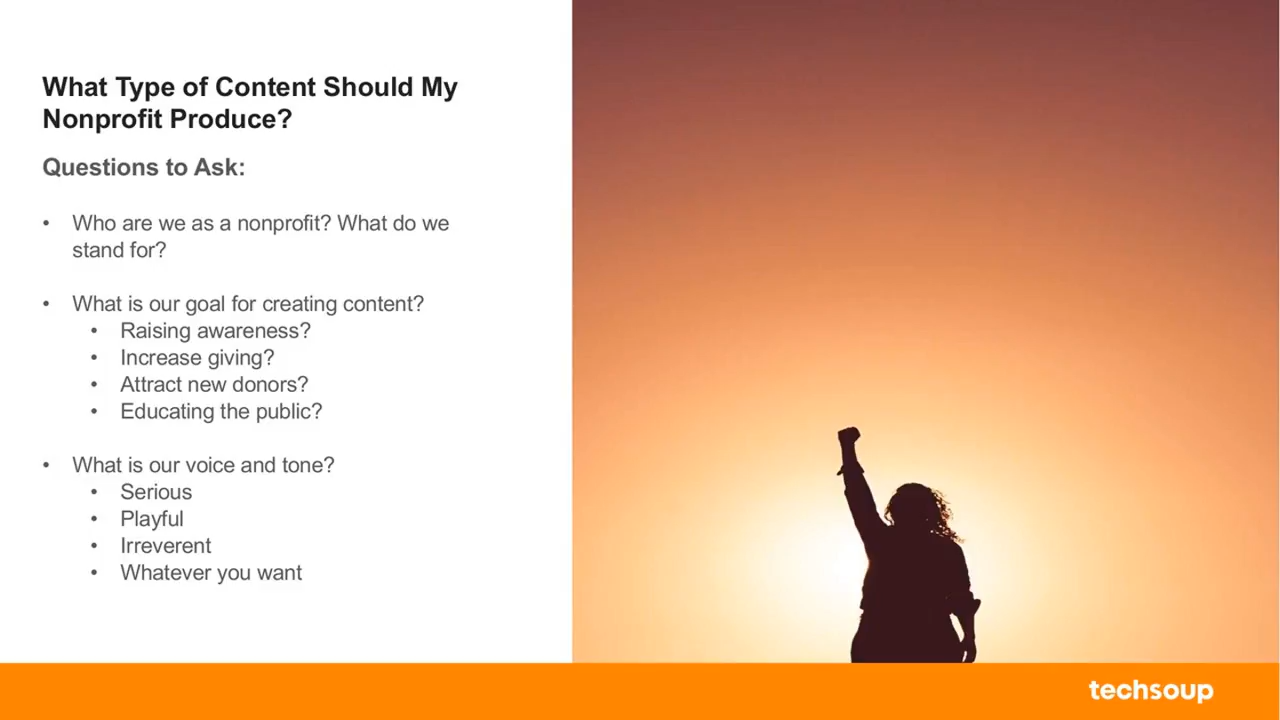 What Type of Content Should My
Nonprofit Produce?
Questions to Ask:
• Who are we as a nonprofit? What do we
stand for?
• What is our goal for creating content?
• Raising awareness?
• Increase giving?
• Attract new donors?
• Educating the public?
• What is our voice and tone?
• Serious
• Playful
• Irreverent
• Whatever you want
techsoup